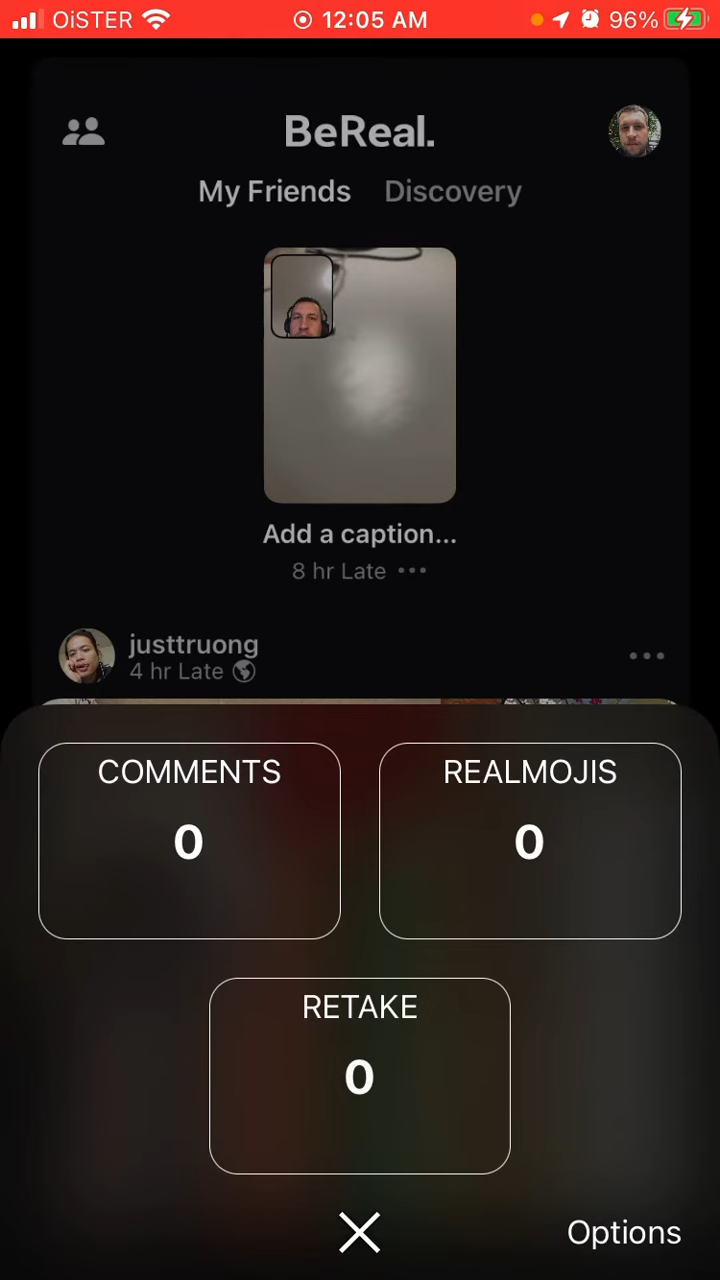 OiSTER 12:05 AM 96%
BeReal.
My Friends Discovery
Add a caption...
8 hr Late •••
justtruong
4 hr Late
COMMENTS REALMOJIS
0 0
RETAKE
0
Options